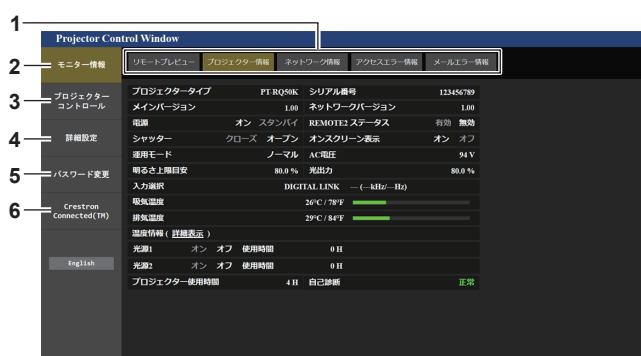 1
Projector Control Window
2
モニター情報
リモートプレビュー プロジェクター情報 ネットワーク情報 アクセスエラー情報 メールエラー情報
3
プロジェクター
コントロール
4
詳細設定
5
パスワード変更
6
Crestron
Connected(TM)
English
プロジェクタータイプ PT-RQ50K シリアル番号 123456789
メインバージョン 1.00 ネットワークバージョン 1.00
電源 オン スタンバイ REMOTE2 ステータス 有効 無効
シャッター クローズ オープン オンスクリーン表示 オン オフ
運用モード ノーマル AC電圧 94 V
明るさ上限目安 80.0 % 光出力 80.0 %
入力選択 DIGITAL LINK — (---kHz/---Hz)
吸気温度 26°C / 78°F
排気温度 29°C / 84°F
温度情報 ( 詳細表示 )
光源1 オン オフ 使用時間 0 H
光源2 オン オフ 使用時間 0 H
プロジェクター使用時間 4 H 自己診断 正常